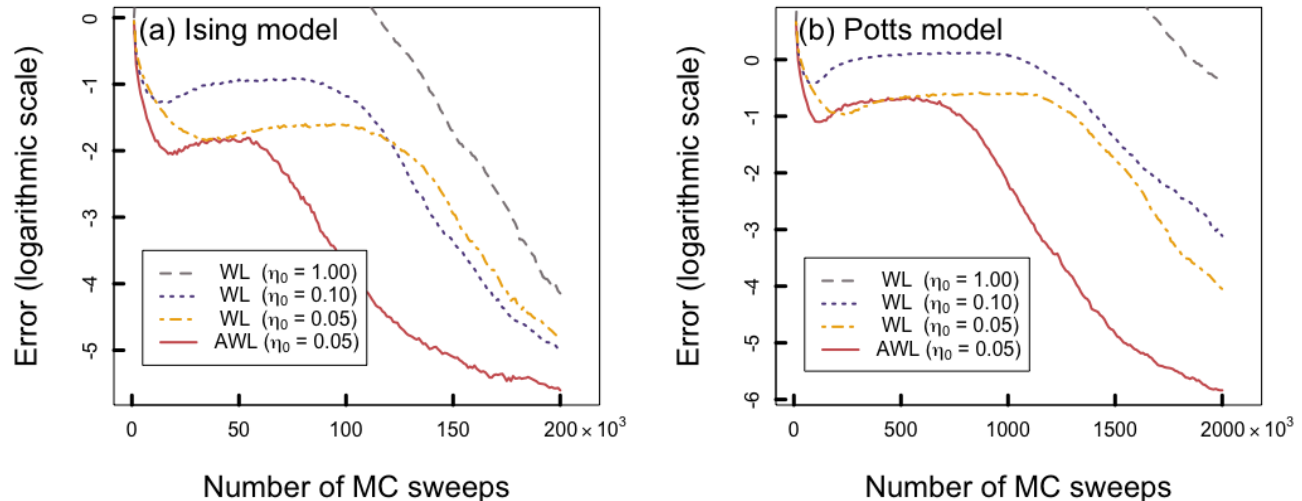 (a) Ising model
Error (logarithmic scale)
0
-1
-2
-3
-4
-5
WL (η₀ = 1.00)
WL (η₀ = 0.10)
WL (η₀ = 0.05)
AWL (η₀ = 0.05)
0 50 100 150 200 × 10³
Number of MC sweeps
(b) Potts model
Error (logarithmic scale)
0
-1
-2
-3
-4
-5
-6
WL (η₀ = 1.00)
WL (η₀ = 0.10)
WL (η₀ = 0.05)
AWL (η₀ = 0.05)
0 500 1000 1500 2000 × 10³
Number of MC sweeps